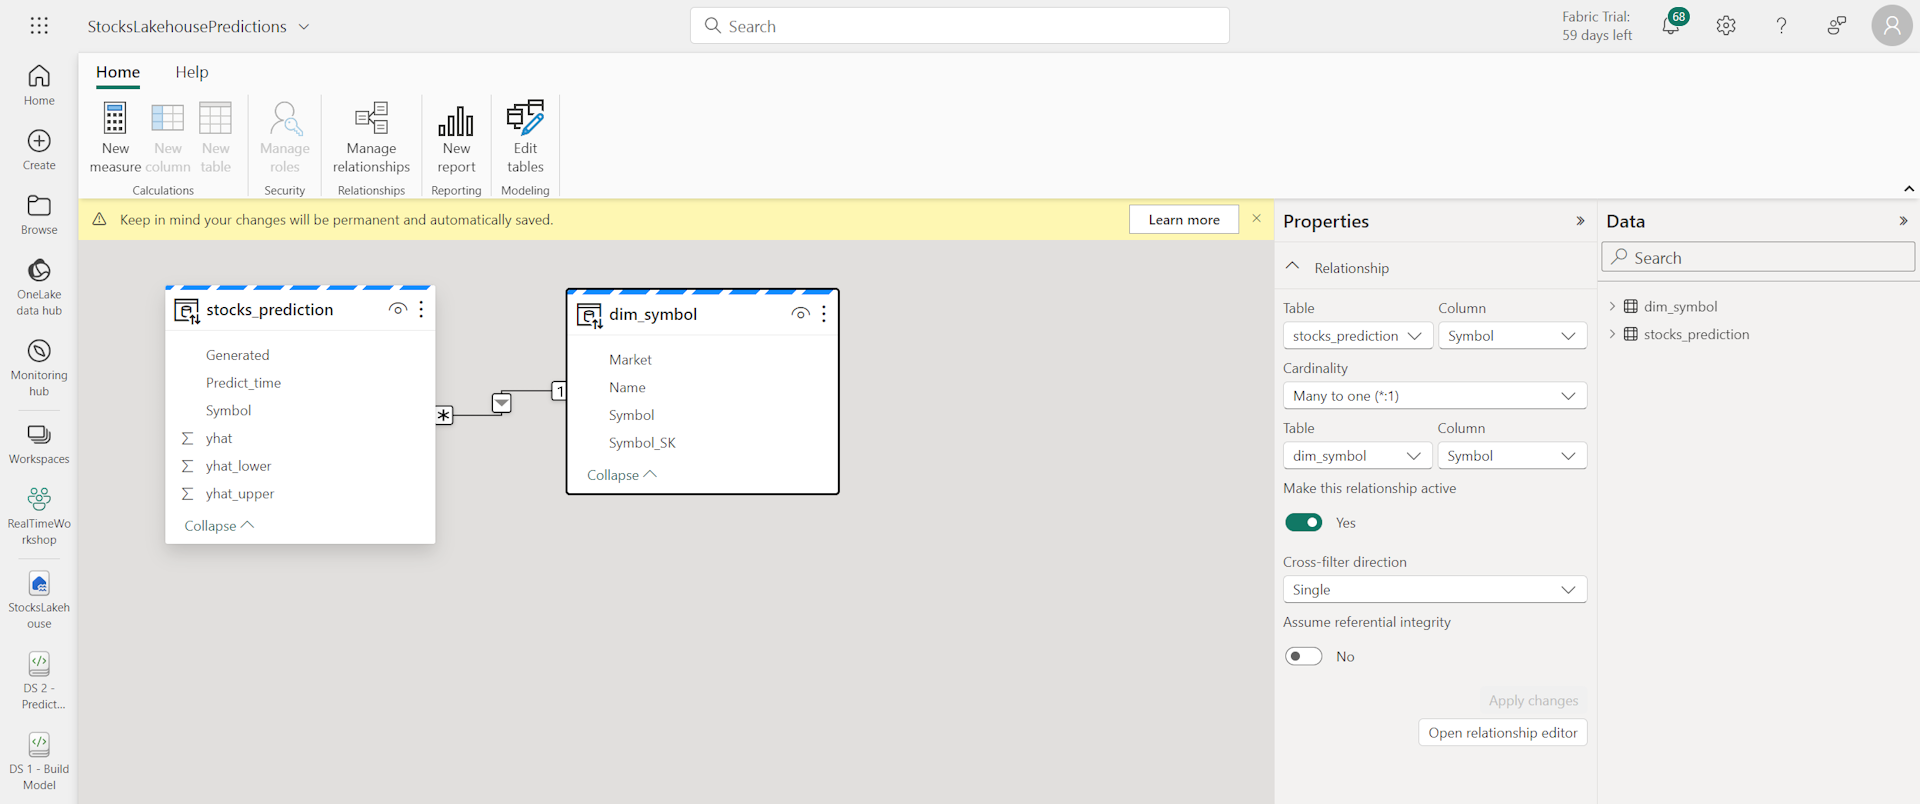 StocksLakehousePredictions
Search
Fabric Trial:
59 days left
68
Home
Help
Home
Create
Browse
OneLake
data hub
Monitoring
hub
Workspaces
RealTimeWo
rkshop
StocksLakeh
ouse
DS 2 -
Predict...
DS 1 - Build
Model
New
measure
New
column
New
table
Calculations
Manage
roles
Security
Manage
relationships
Relationships
New
report
Reporting
Edit
tables
Modeling
Keep in mind your changes will be permanent and automatically saved.
Learn more
stocks_prediction
Generated
Predict_time
Symbol
yhat
yhat_lower
yhat_upper
Collapse
*
1
dim_symbol
Market
Name
Symbol
Symbol_SK
Collapse
Properties
Relationship
Table
Column
stocks_prediction
Symbol
Cardinality
Many to one (*:1)
Table
Column
dim_symbol
Symbol
Make this relationship active
Yes
Cross-filter direction
Single
Assume referential integrity
No
Apply changes
Open relationship editor
Data
Search
dim_symbol
stocks_prediction